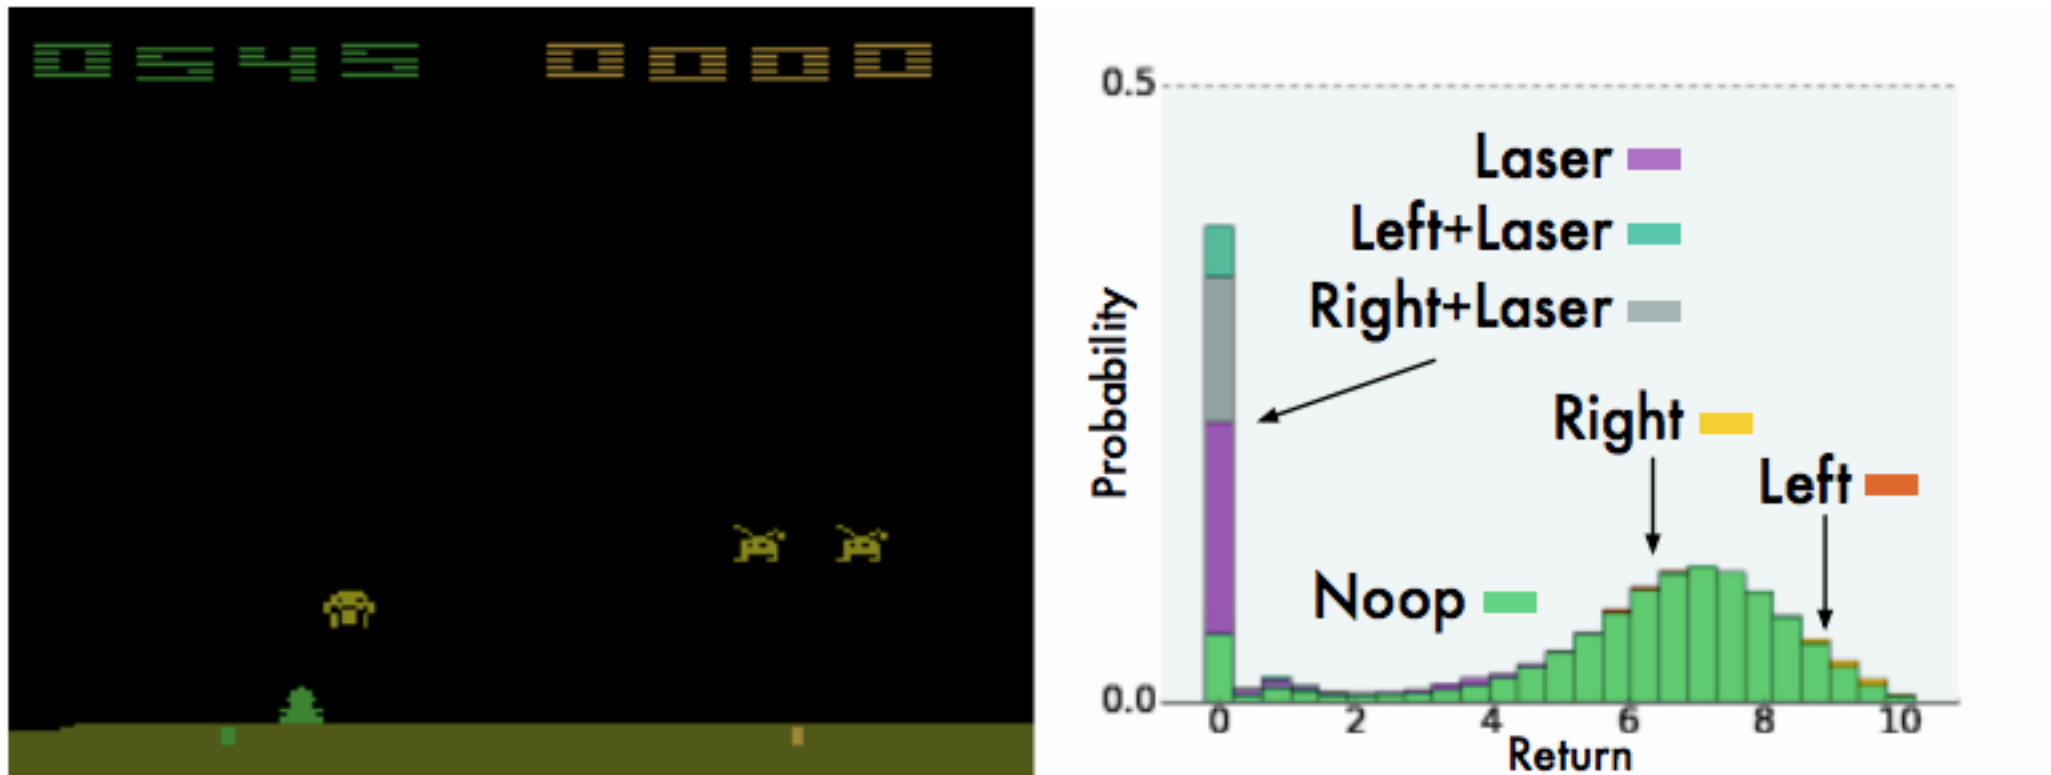 0545 0000
0.5
Laser
Left+Laser
Right+Laser
Right
Left
Noop
Probability
0.0
0 2 4 6 8 10
Return